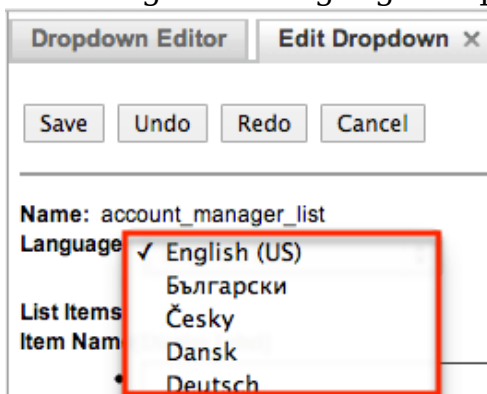 Dropdown Editor Edit Dropdown ×
Save Undo Redo Cancel
Name: account_manager_list
Language ✓ English (US)
Български
List Items Česky
Item Nam Dansk
Deutsch